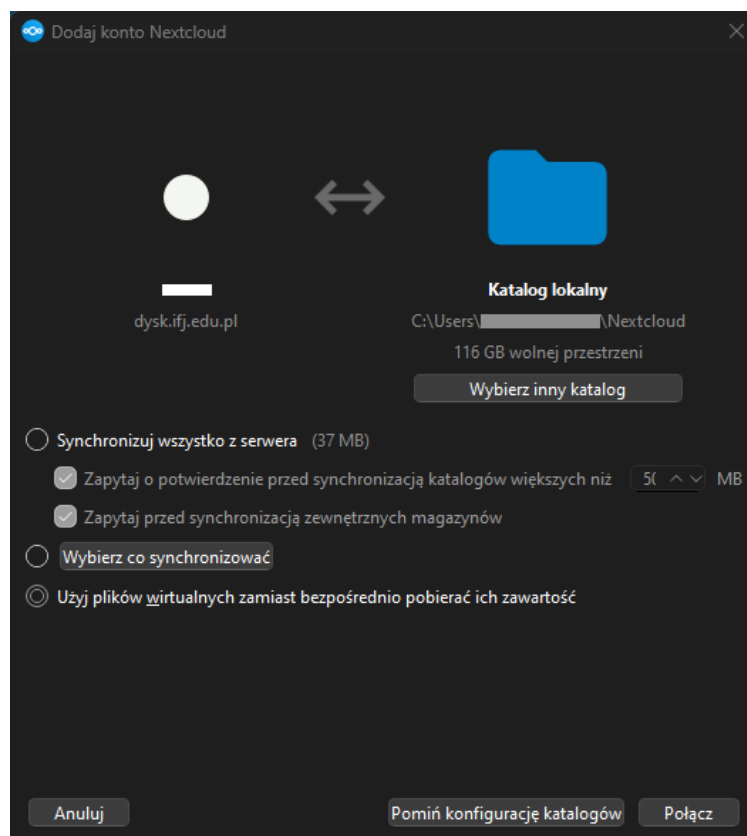 Dodaj konto Nextcloud
Katalog lokalny
dysk.ifj.edu.pl
C:\Users\ \Nextcloud
116 GB wolnej przestrzeni
Wybierz inny katalog
Synchronizuj wszystko z serwera (37 MB)
Zapytaj o potwierdzenie przed synchronizacją katalogów większych niż MB
Zapytaj przed synchronizacją zewnętrznych magazynów
Wybierz co synchronizować
Użyj plików wirtualnych zamiast bezpośrednio pobierać ich zawartość
Anuluj
Pomiń konfigurację katalogów
Połącz